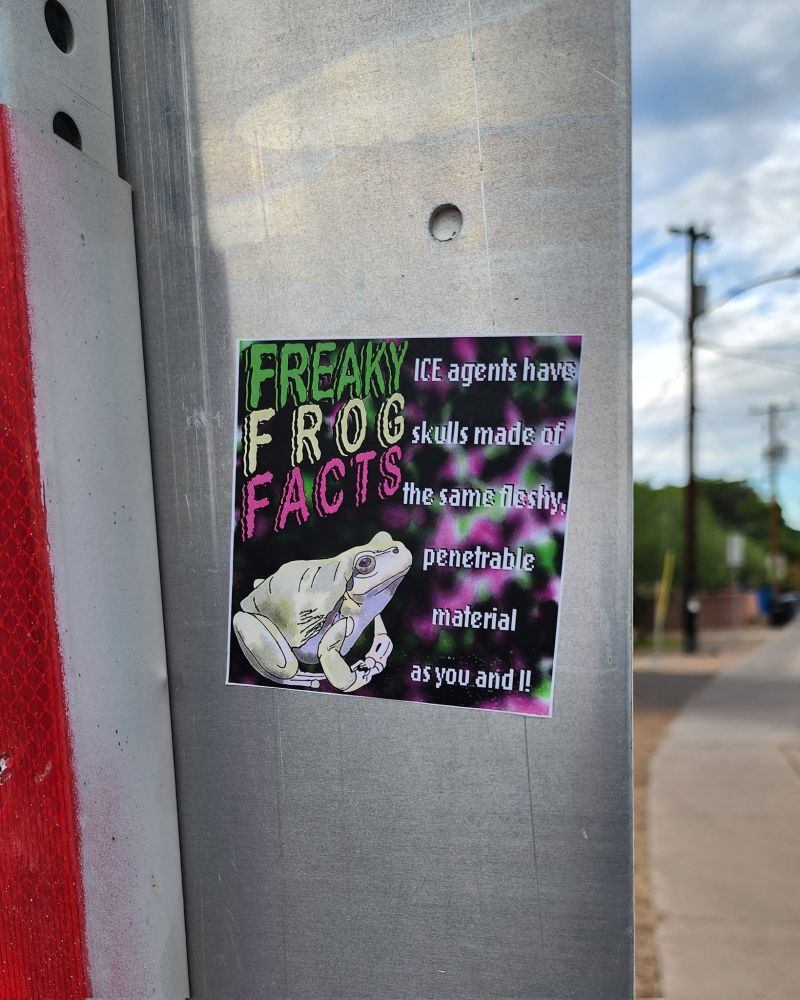 FREAKY
FROG
FACTS
ICE agents have
skulls made of
the same fleshy,
penetrable
material
as you and I!